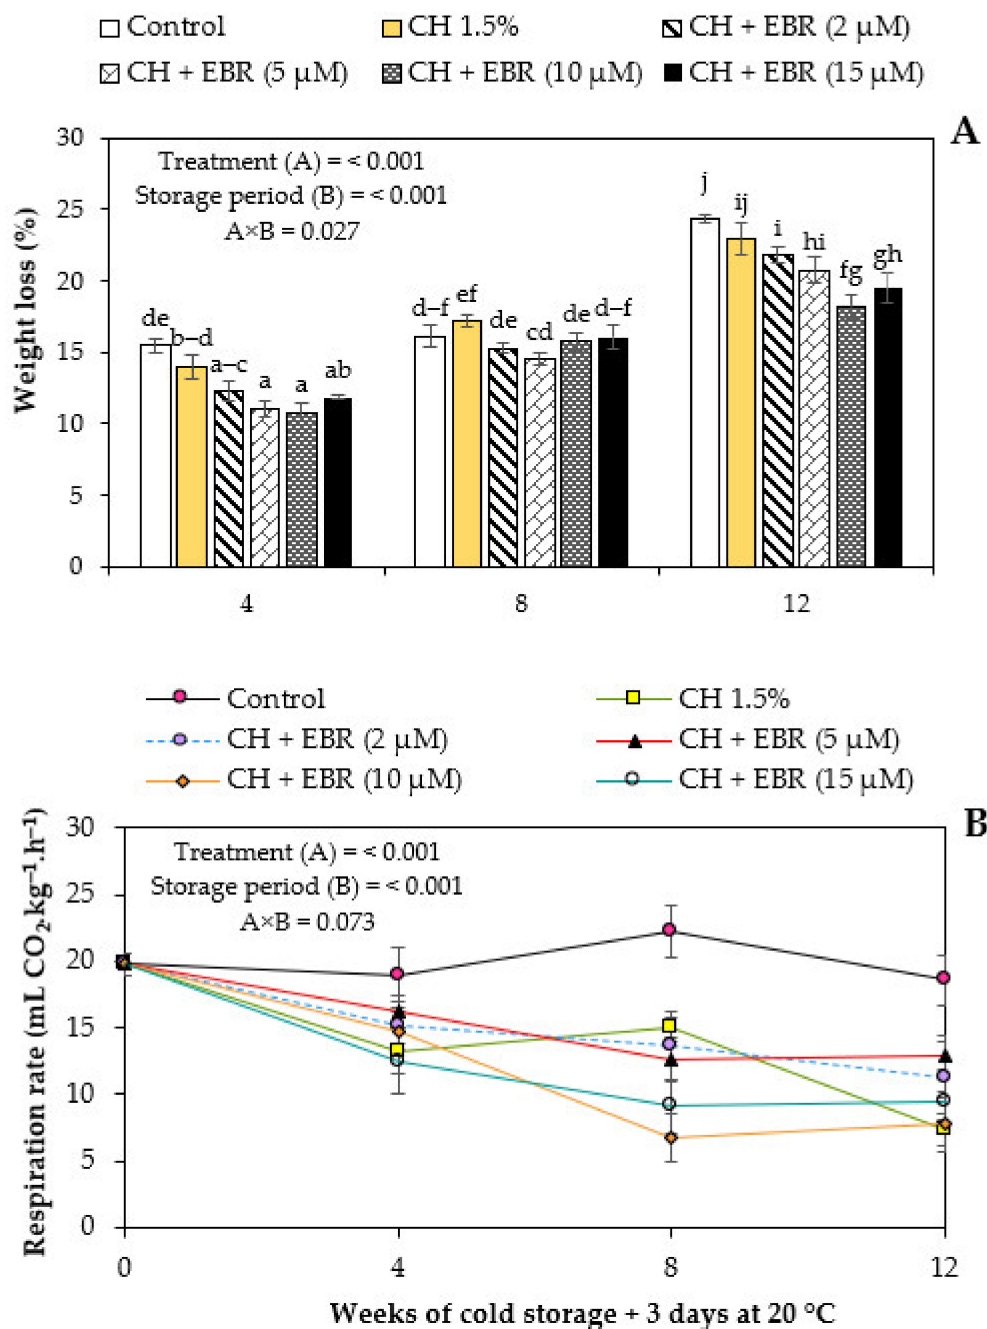 Control CH 1.5% CH + EBR (2 µM)
CH + EBR (5 µM) CH + EBR (10 µM) CH + EBR (15 µM)
A
Treatment (A) = < 0.001
Storage period (B) = < 0.001
A×B = 0.027
Weight loss (%)
30
25
20
15
10
5
0
de b–d a–c a a ab
d–f ef de cd de d–f
j ij i hi fg gh
4 8 12
Control CH 1.5%
CH + EBR (2 µM) CH + EBR (5 µM)
CH + EBR (10 µM) CH + EBR (15 µM)
B
Treatment (A) = < 0.001
Storage period (B) = < 0.001
A×B = 0.073
Respiration rate (mL CO₂.kg⁻¹.h⁻¹)
30
25
20
15
10
5
0
0 4 8 12
Weeks of cold storage + 3 days at 20 °C